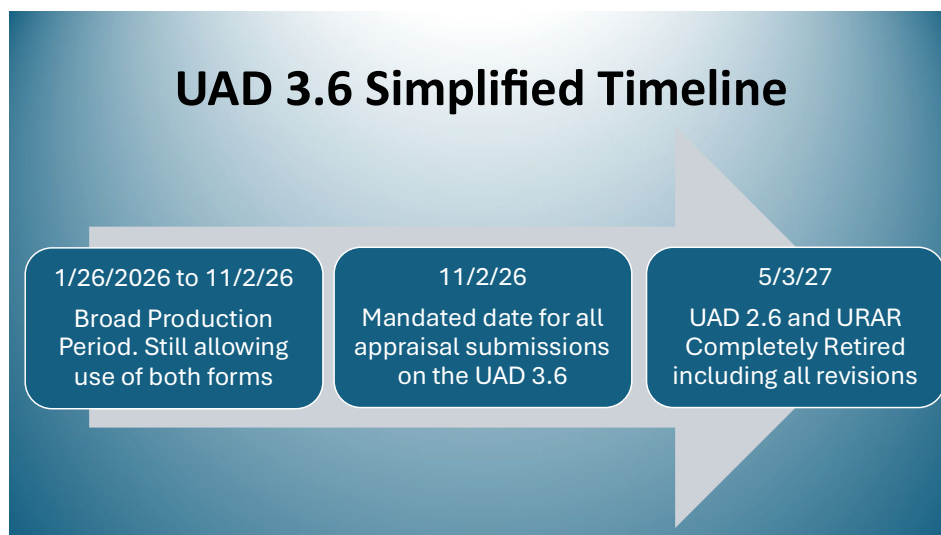 UAD 3.6 Simplified Timeline
1/26/2026 to 11/2/26
Broad Production
Period. Still allowing
use of both forms
11/2/26
Mandated date for all
appraisal submissions
on the UAD 3.6
5/3/27
UAD 2.6 and URAR
Completely Retired
including all revisions